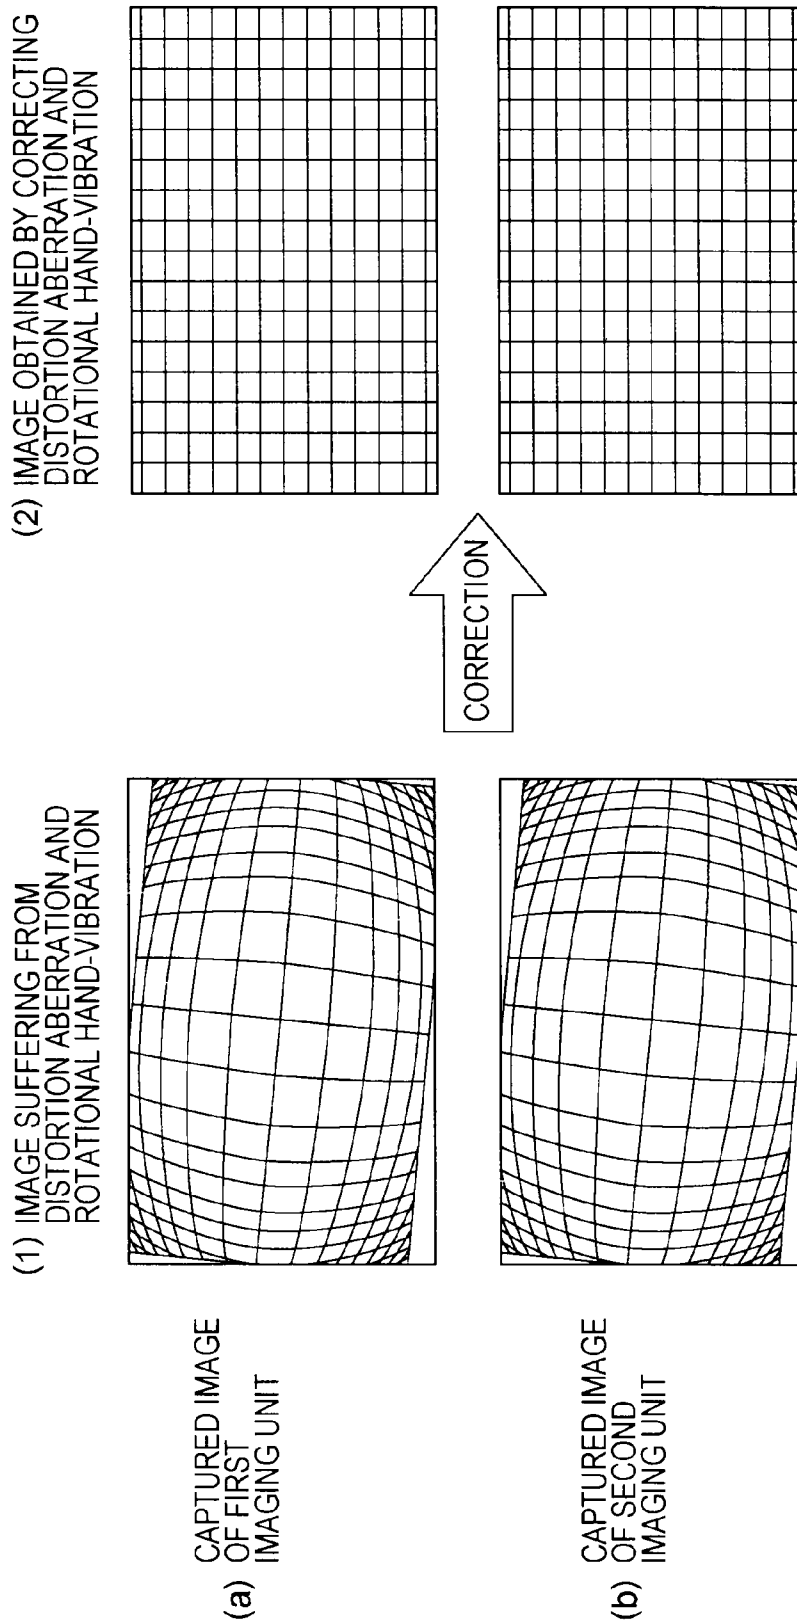 (1) IMAGE SUFFERING FROM
DISTORTION ABERRATION AND
ROTATIONAL HAND-VIBRATION
(2) IMAGE OBTAINED BY CORRECTING
DISTORTION ABERRATION AND
ROTATIONAL HAND-VIBRATION
(a) CAPTURED IMAGE
OF FIRST
IMAGING UNIT
CORRECTION
(b) CAPTURED IMAGE
OF SECOND
IMAGING UNIT